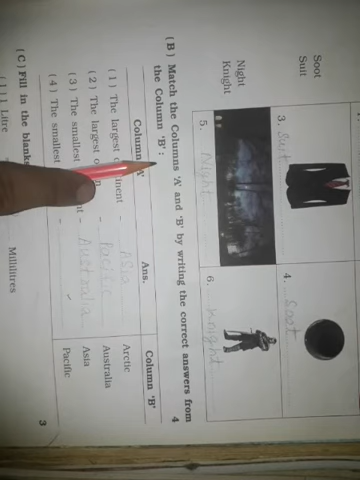 Soot
Suit
3. Suit
4. Soot
Night
Knight
5. Night
6. Knight
(B) Match the Columns 'A' and 'B' by writing the correct answers from
the Column 'B' : 4
Column 'A' Ans. Column 'B'
(1) The largest - Asia Arctic
(2) The largest - Pacific Australia
(3) The smallest - Australia Asia
(4) The smallest - Pacific
(C) Fill in the blanks 3
(1) 1 Litre Millilitres